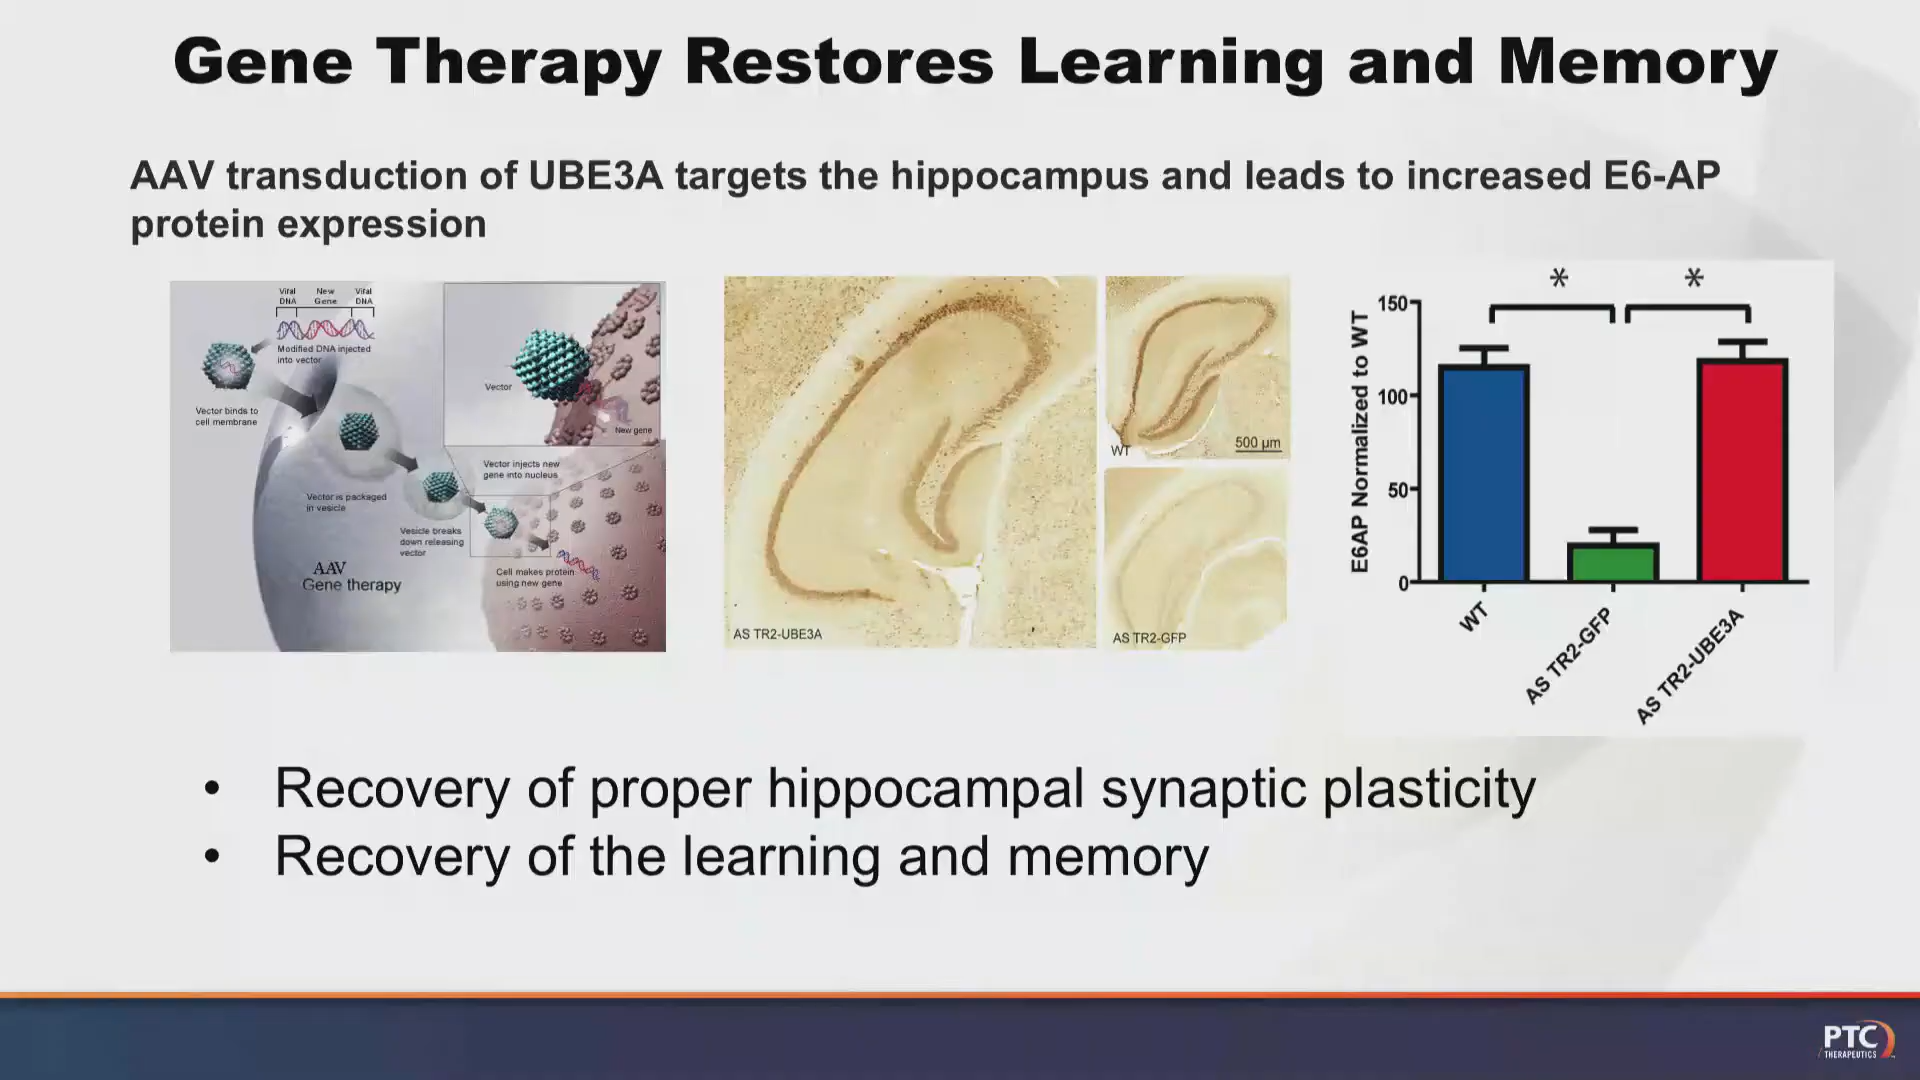 Gene Therapy Restores Learning and Memory
AAV transduction of UBE3A targets the hippocampus and leads to increased E6-AP
protein expression
Viral
DNA
New
Gene
Viral
DNA
Modified DNA injected
into vector
Vector binds to
cell membrane
Vector
New gene
Vector injects new
gene into nucleus
Vector is packaged
in vesicle
Vesicle breaks
down releasing
vector
Cell makes protein
using new gene
AAV
Gene therapy
AS TR2-UBE3A
WT
500 µm
AS TR2-GFP
* *
E6AP Normalized to WT
150
100
50
0
WT
AS TR2-GFP
AS TR2-UBE3A
• Recovery of proper hippocampal synaptic plasticity
• Recovery of the learning and memory
PTC
THERAPEUTICS